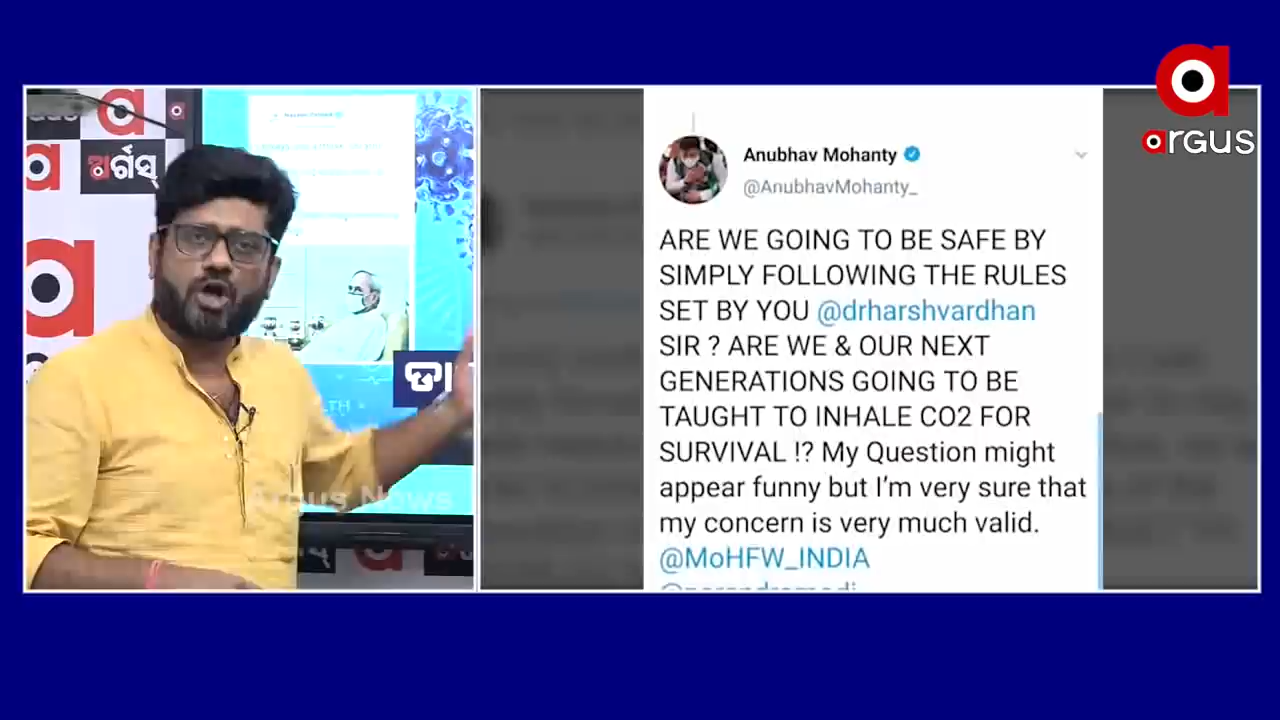 argus
ଅର୍ଗସ୍
Argus News
Anubhav Mohanty
@AnubhavMohanty_
ARE WE GOING TO BE SAFE BY
SIMPLY FOLLOWING THE RULES
SET BY YOU @drharshvardhan
SIR ? ARE WE & OUR NEXT
GENERATIONS GOING TO BE
TAUGHT TO INHALE CO2 FOR
SURVIVAL !? My Question might
appear funny but I'm very sure that
my concern is very much valid.
@MoHFW_INDIA